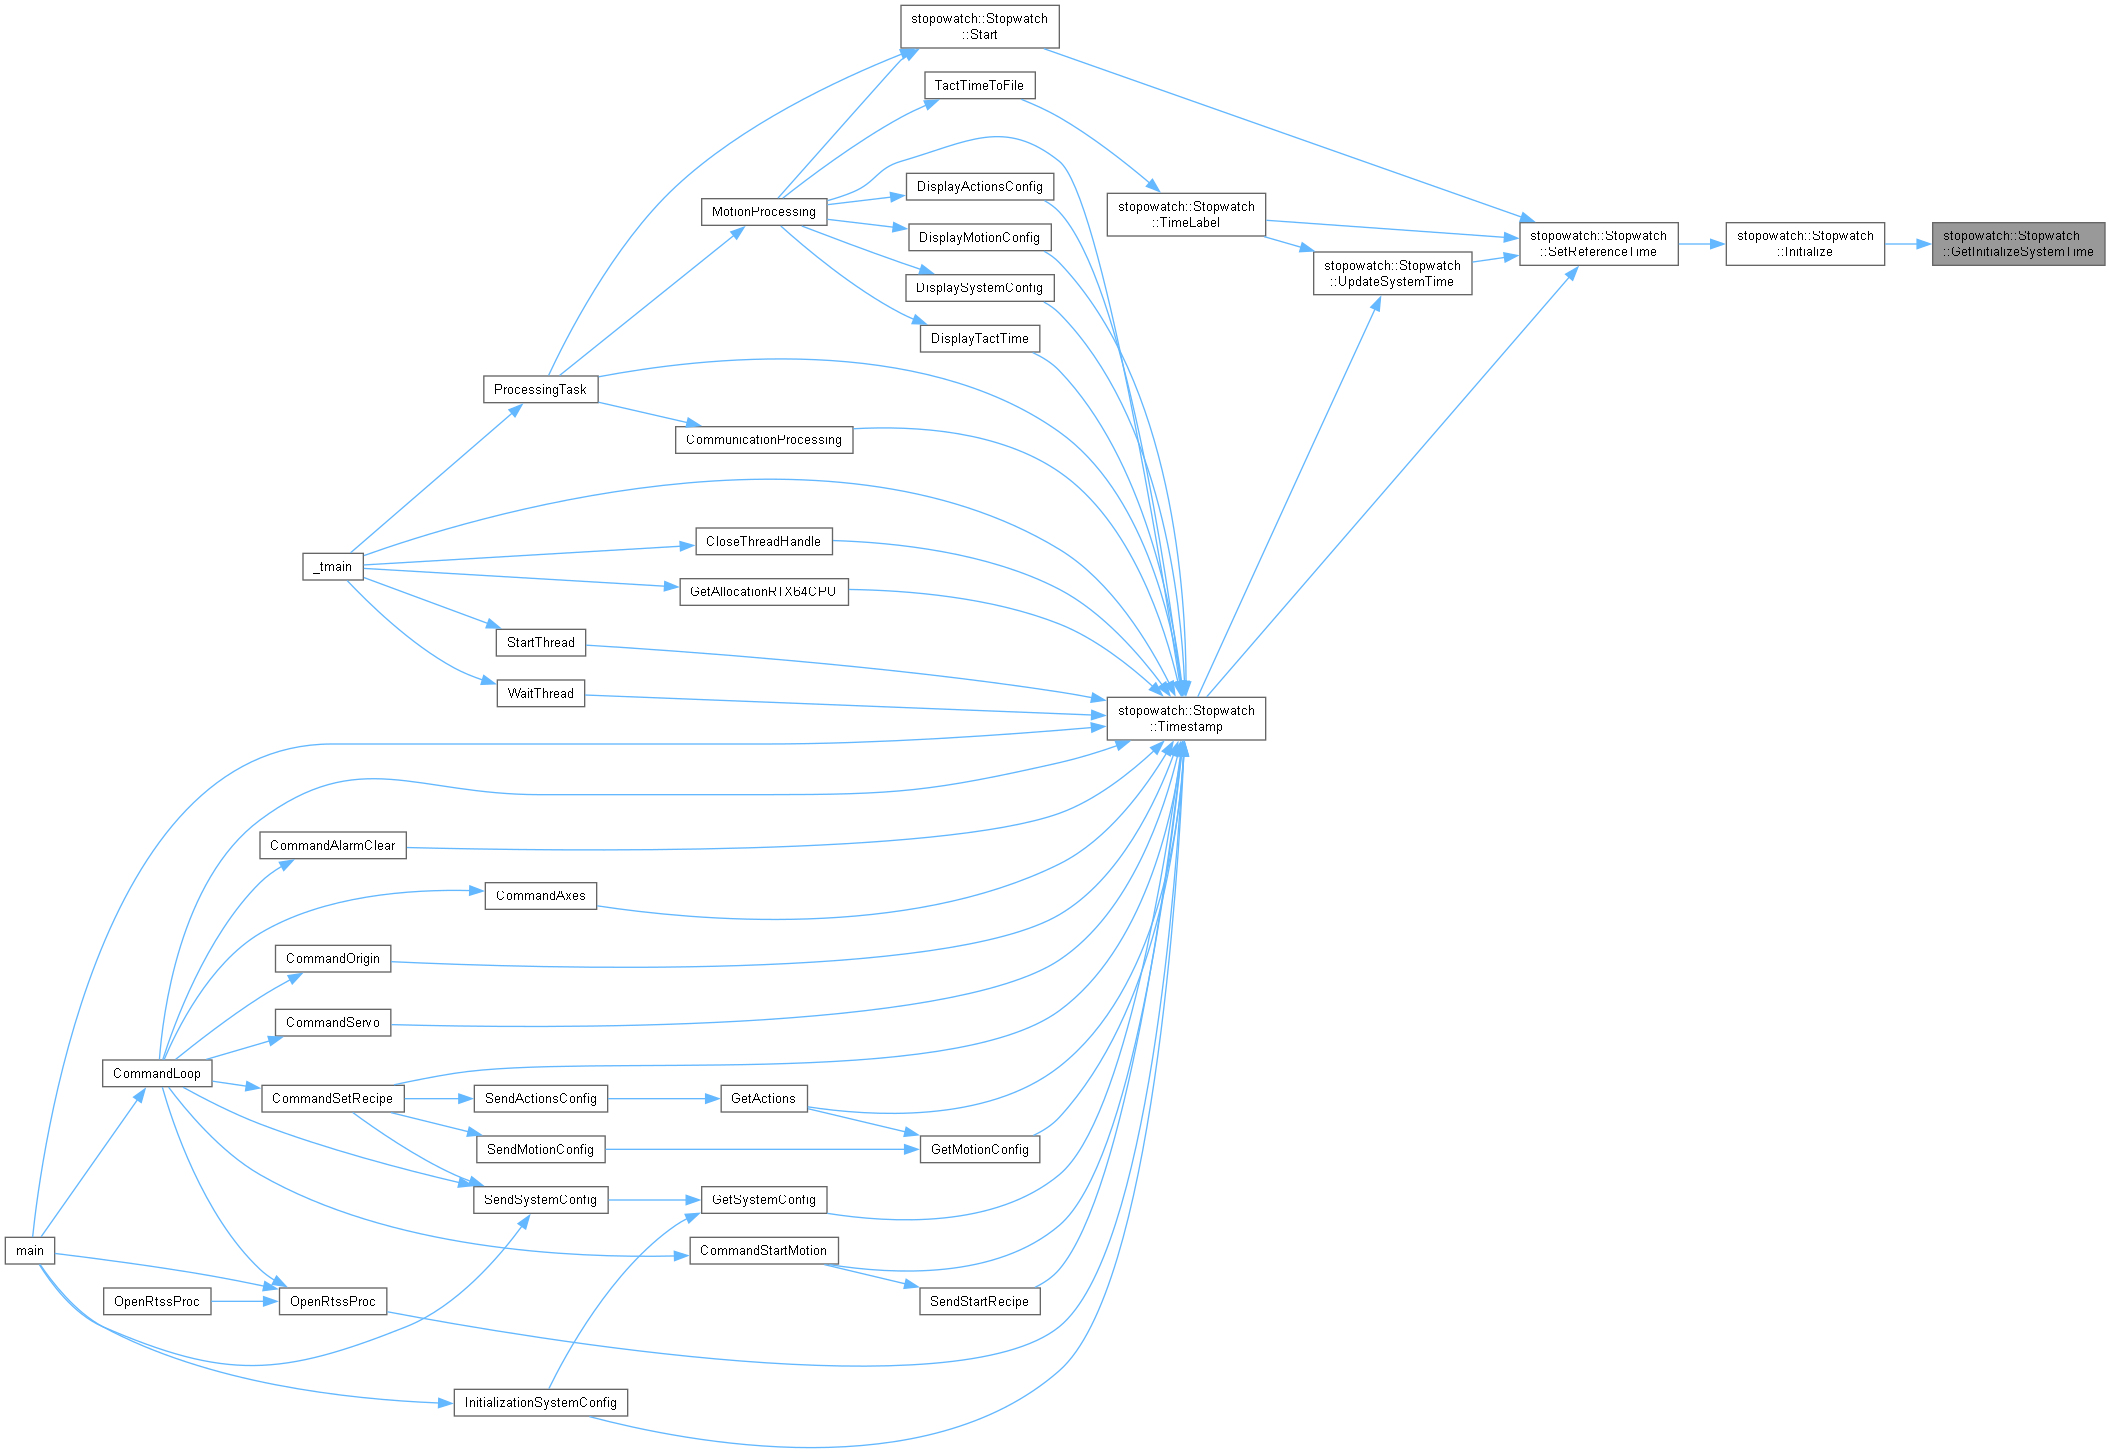 stopowatch::Stopwatch
::Start
TactTimeToFile
DisplayActionsConfig
MotionProcessing
stopowatch::Stopwatch
::TimeLabel
DisplayMotionConfig
stopowatch::Stopwatch
::SetReferenceTime
stopowatch::Stopwatch
::Initialize
stopowatch::Stopwatch
::GetInitializeSystemTime
stopowatch::Stopwatch
::UpdateSystemTime
DisplaySystemConfig
DisplayTactTime
ProcessingTask
CommunicationProcessing
CloseThreadHandle
_tmain
GetAllocationRTX64CPU
StartThread
WaitThread
stopowatch::Stopwatch
::Timestamp
CommandAlarmClear
CommandAxes
CommandOrigin
CommandServo
CommandLoop
CommandSetRecipe
SendActionsConfig
GetActions
SendMotionConfig
GetMotionConfig
SendSystemConfig
GetSystemConfig
main
CommandStartMotion
OpenRtssProc
OpenRtssProc
SendStartRecipe
InitializationSystemConfig